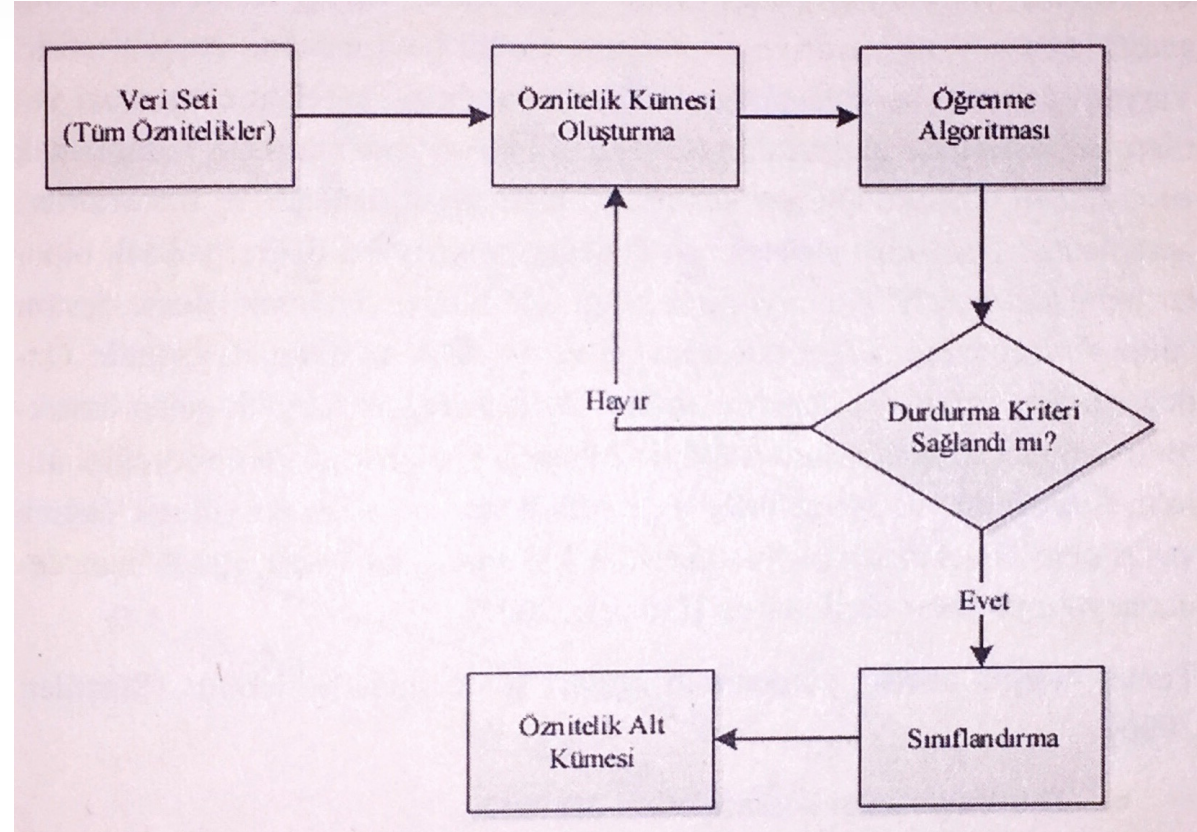 Veri Seti
(Tüm Öznitelikler)
Öznitelik Kümesi
Oluşturma
Öğrenme
Algoritması
Hayır
Durdurma Kriteri
Sağlandı mı?
Evet
Öznitelik Alt
Kümesi
Sınıflandırma